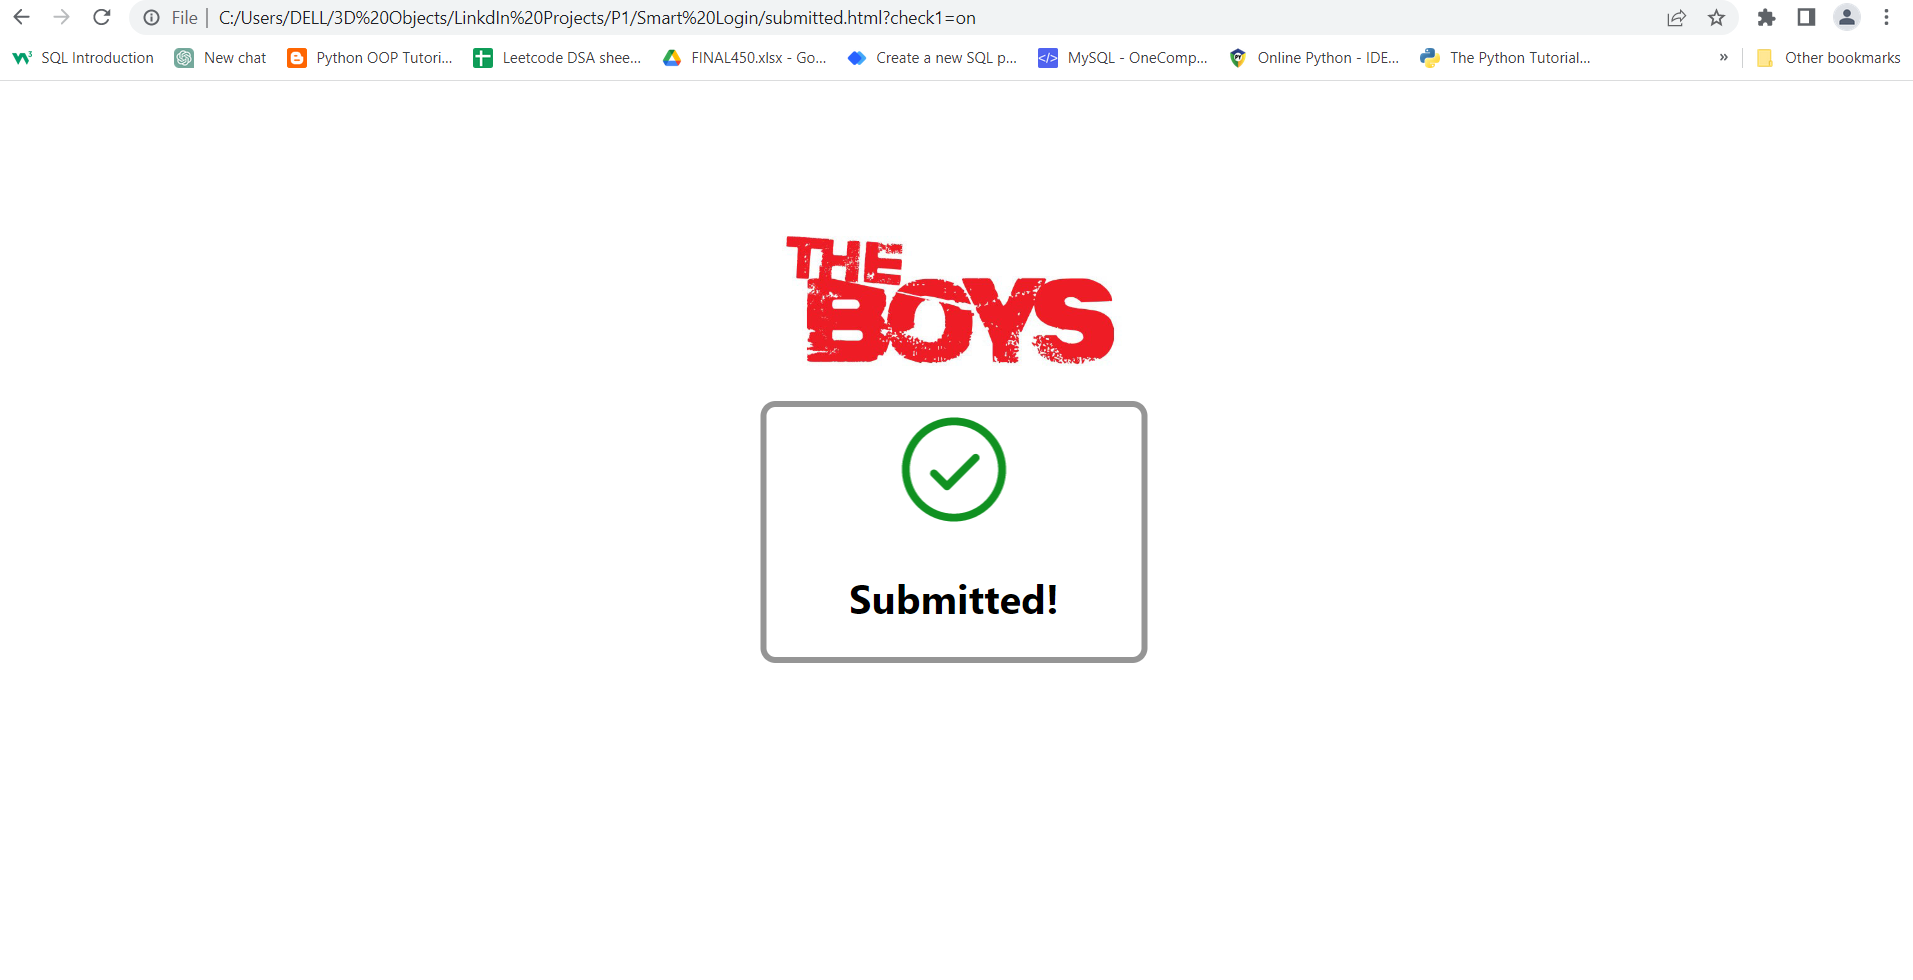 File | C:/Users/DELL/3D%20Objects/LinkdIn%20Projects/P1/Smart%20Login/submitted.html?check1=on
SQL Introduction New chat Python OOP Tutori... Leetcode DSA shee... FINAL450.xlsx - Go... Create a new SQL p... MySQL - OneComp... Online Python - IDE... The Python Tutorial... » Other bookmarks
THE
BOYS
Submitted!